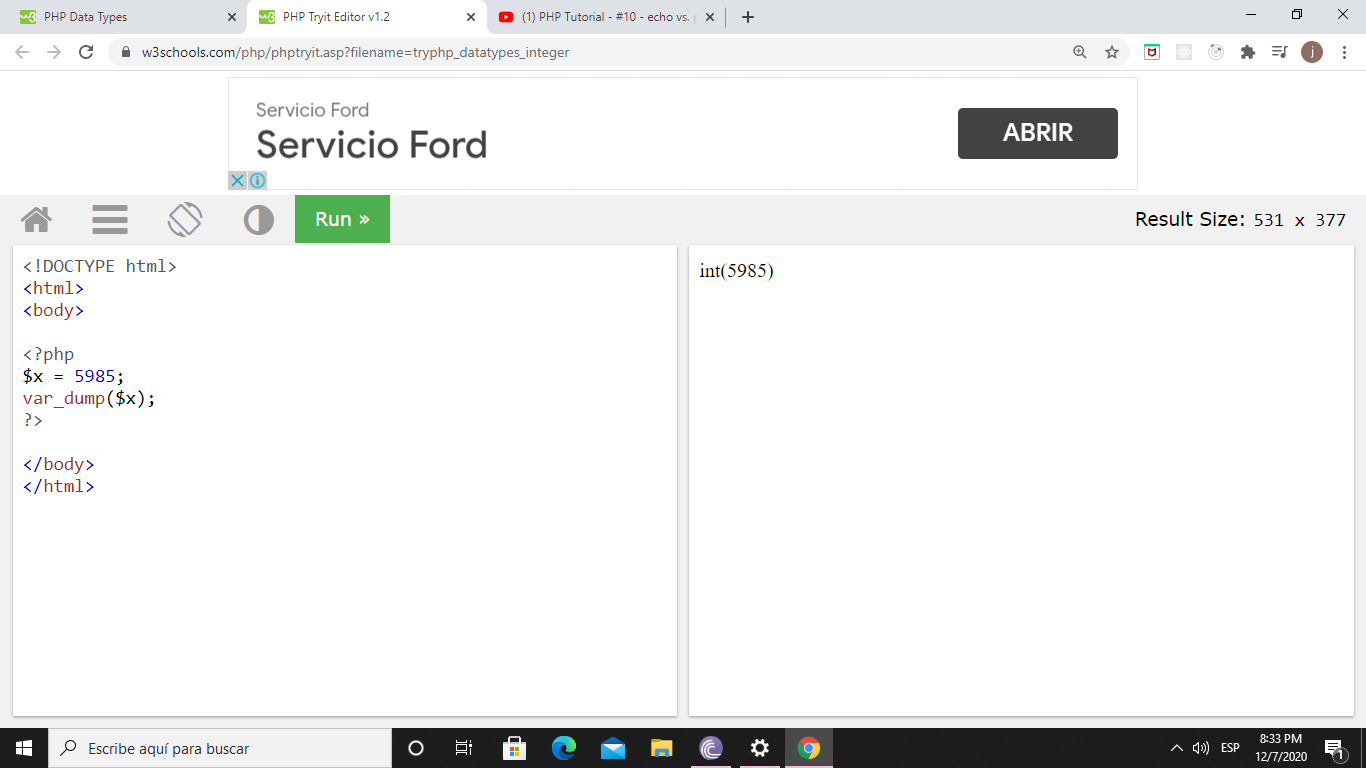 PHP Data Types
PHP Tryit Editor v1.2
(1) PHP Tutorial - #10 - echo vs.
w3schools.com/php/phptryit.asp?filename=tryphp_datatypes_integer
j
Servicio Ford
Servicio Ford
ABRIR
Run »
Result Size: 531 x 377
<!DOCTYPE html>
<html>
<body>
<?php
$x = 5985;
var_dump($x);
?>
</body>
</html>
int(5985)
Escribe aquí para buscar
ESP
8:33 PM
12/7/2020
1